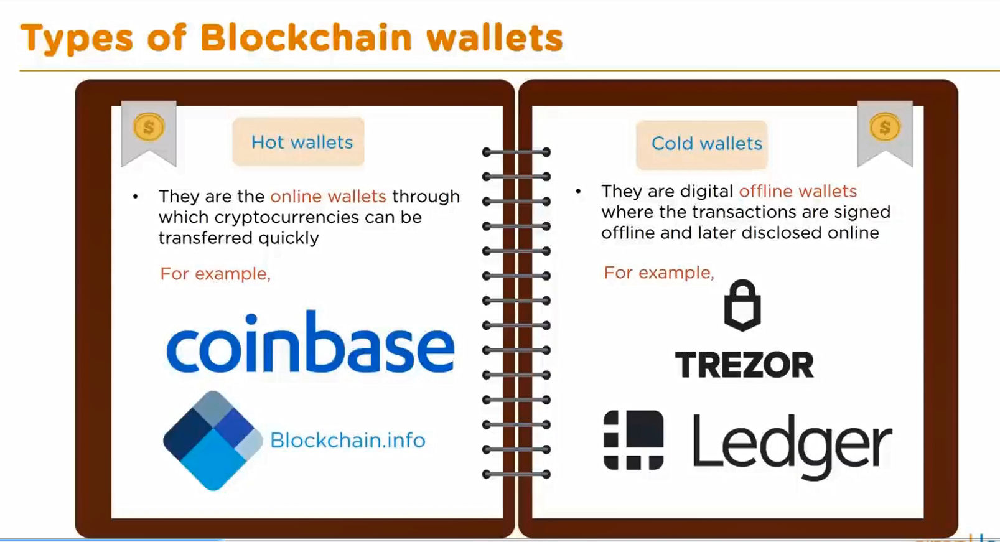 Types of Blockchain wallets
Hot wallets
• They are the online wallets through
which cryptocurrencies can be
transferred quickly
For example,
coinbase
Blockchain.info
Cold wallets
• They are digital offline wallets
where the transactions are signed
offline and later disclosed online
For example,
TREZOR
Ledger